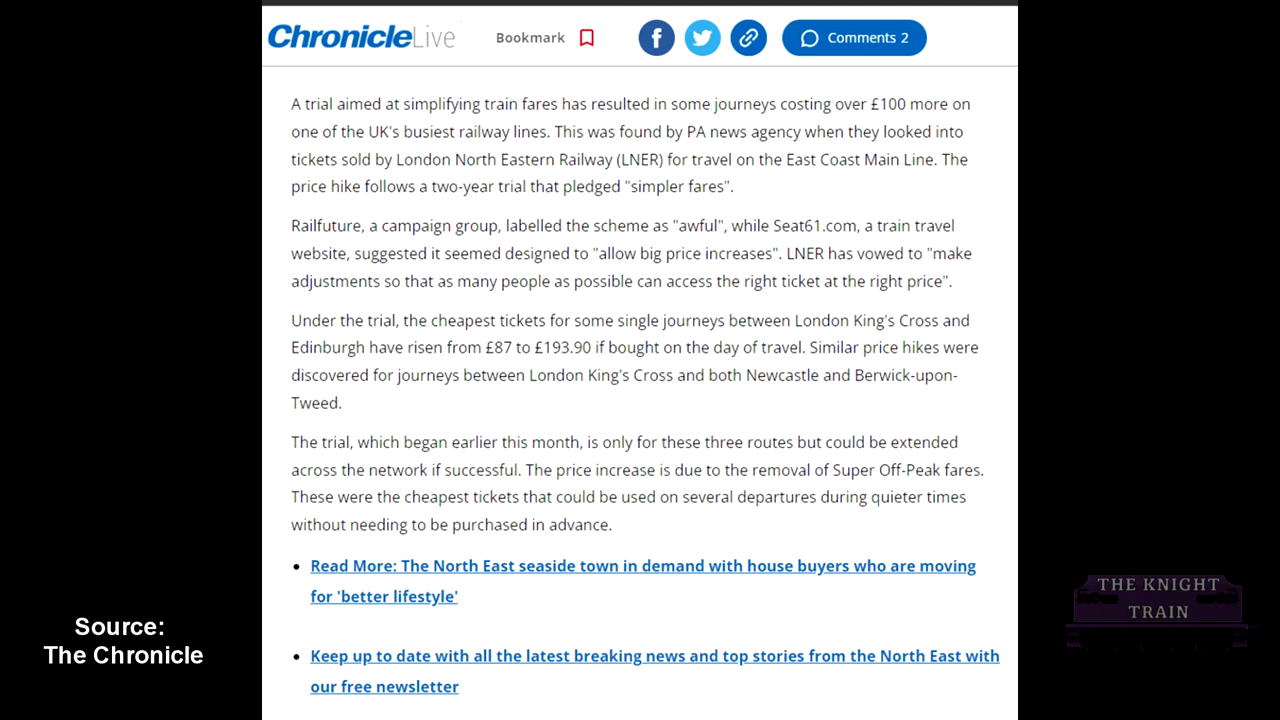 ChronicleLive
Bookmark
Comments 2
A trial aimed at simplifying train fares has resulted in some journeys costing over £100 more on
one of the UK's busiest railway lines. This was found by PA news agency when they looked into
tickets sold by London North Eastern Railway (LNER) for travel on the East Coast Main Line. The
price hike follows a two-year trial that pledged "simpler fares".
Railfuture, a campaign group, labelled the scheme as "awful", while Seat61.com, a train travel
website, suggested it seemed designed to "allow big price increases". LNER has vowed to "make
adjustments so that as many people as possible can access the right ticket at the right price".
Under the trial, the cheapest tickets for some single journeys between London King's Cross and
Edinburgh have risen from £87 to £193.90 if bought on the day of travel. Similar price hikes were
discovered for journeys between London King's Cross and both Newcastle and Berwick-upon-
Tweed.
The trial, which began earlier this month, is only for these three routes but could be extended
across the network if successful. The price increase is due to the removal of Super Off-Peak fares.
These were the cheapest tickets that could be used on several departures during quieter times
without needing to be purchased in advance.
Read More: The North East seaside town in demand with house buyers who are moving
for 'better lifestyle'
Keep up to date with all the latest breaking news and top stories from the North East with
our free newsletter
Source:
The Chronicle
THE KNIGHT
TRAIN